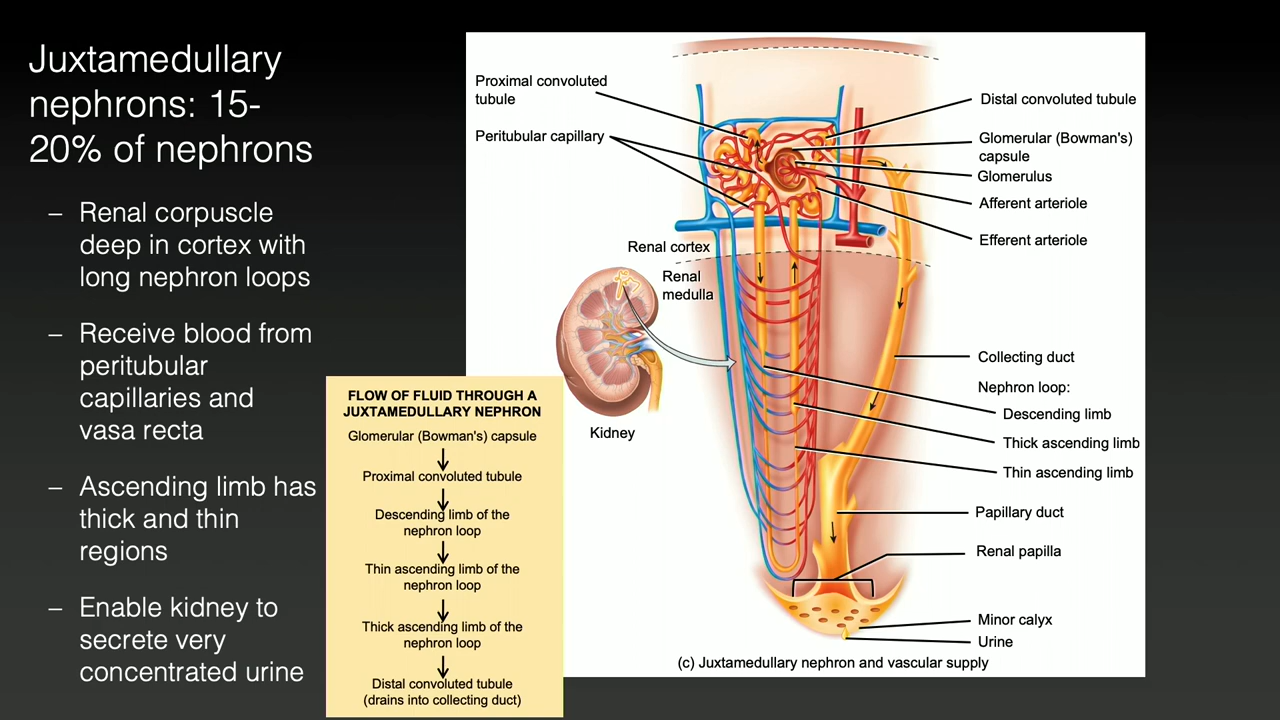 Juxtamedullary
nephrons: 15-
20% of nephrons
– Renal corpuscle
deep in cortex with
long nephron loops
– Receive blood from
peritubular
capillaries and
vasa recta
– Ascending limb has
thick and thin
regions
– Enable kidney to
secrete very
concentrated urine
FLOW OF FLUID THROUGH A
JUXTAMEDULLARY NEPHRON
Glomerular (Bowman's) capsule
Proximal convoluted tubule
Descending limb of the
nephron loop
Thin ascending limb of the
nephron loop
Thick ascending limb of the
nephron loop
Distal convoluted tubule
(drains into collecting duct)
Proximal convoluted
tubule
Peritubular capillary
Renal cortex
Renal
medulla
Kidney
Distal convoluted tubule
Glomerular (Bowman's)
capsule
Glomerulus
Afferent arteriole
Efferent arteriole
Collecting duct
Nephron loop:
Descending limb
Thick ascending limb
Thin ascending limb
Papillary duct
Renal papilla
Minor calyx
Urine
(c) Juxtamedullary nephron and vascular supply